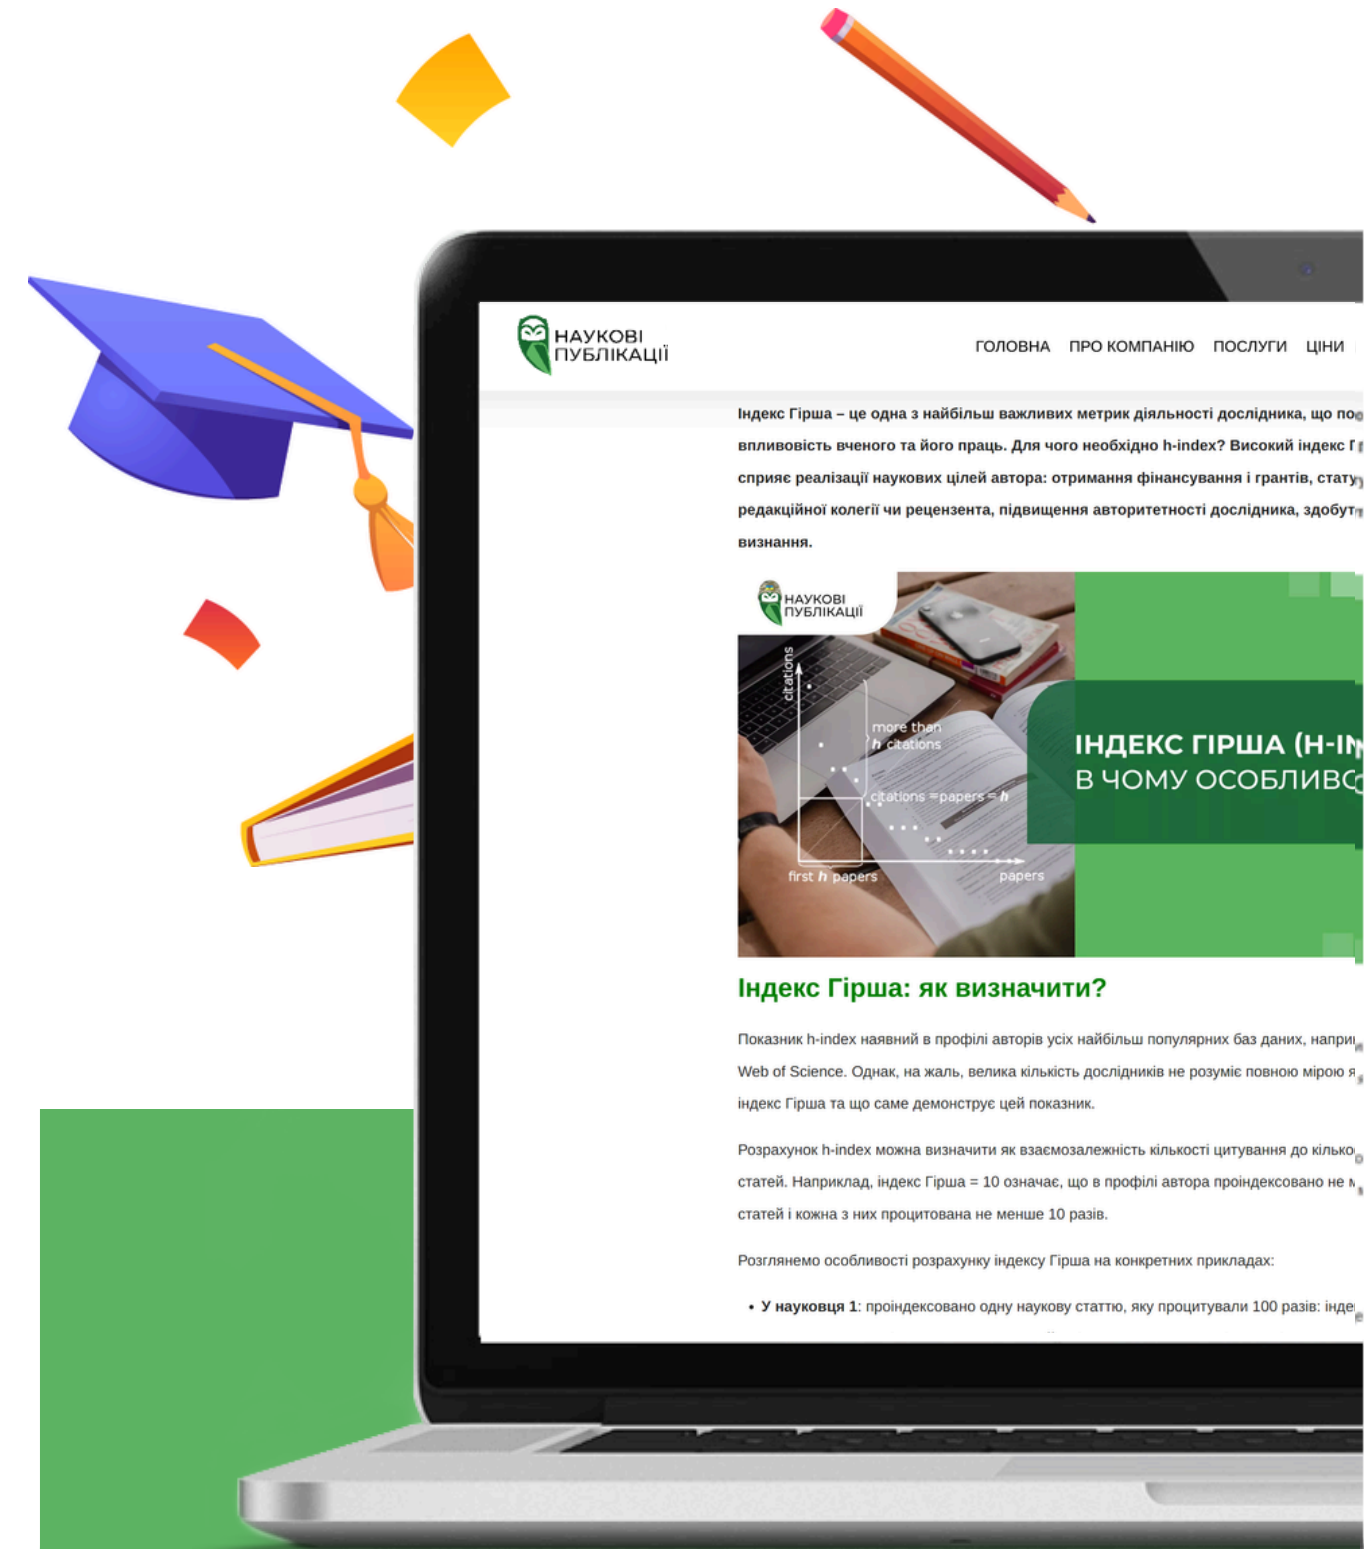 НАУКОВІ
ПУБЛІКАЦІЇ
ГОЛОВНА ПРО КОМПАНІЮ ПОСЛУГИ ЦІНИ
Індекс Гірша – це одна з найбільш важливих метрик діяльності дослідника, що
впливовість вченого та його праць. Для чого необхідно h-index? Високий індекс
сприяє реалізації наукових цілей автора: отримання фінансування і грантів,
редакційної колегії чи рецензента, підвищення авторитетності дослідника,
визнання.
НАУКОВІ
ПУБЛІКАЦІЇ
citations
more than
h citations
citations =papers = h
first h papers
papers
ІНДЕКС ГІРША
В ЧОМУ
Індекс Гірша: як визначити?
Показник h-index наявний в профілі авторів усіх найбільш популярних баз даних,
Web of Science. Однак, на жаль, велика кількість дослідників не розуміє повною мірою
індекс Гірша та що саме демонструє цей показник.
Розрахунок h-index можна визначити як взаємозалежність кількості цитування до
статей. Наприклад, індекс Гірша = 10 означає, що в профілі автора проіндексовано не
статей і кожна з них процитована не менше 10 разів.
Розглянемо особливості розрахунку індексу Гірша на конкретних прикладах:
• У науковця 1: проіндексовано одну наукову статтю, яку процитували 100 разів: